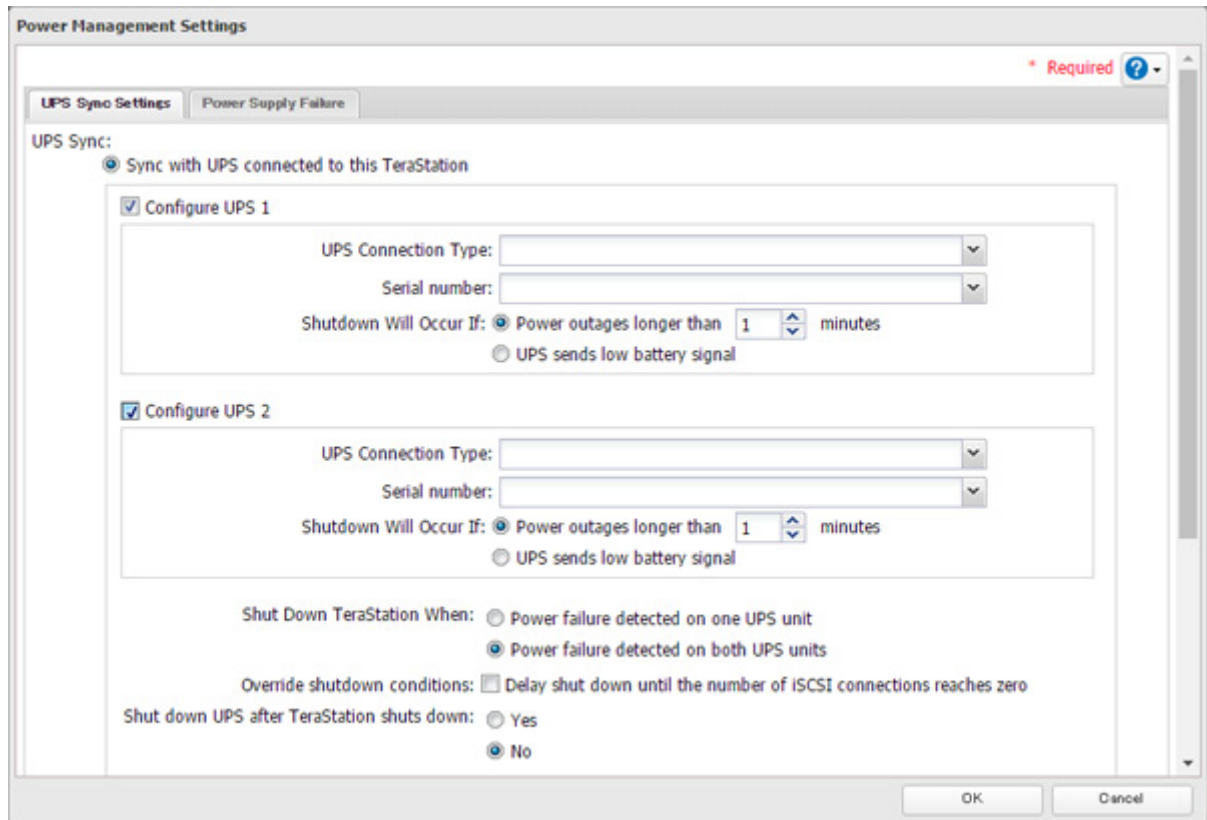 Power Management Settings
* Required
UPS Sync Settings
Power Supply Failure
UPS Sync:
Sync with UPS connected to this TeraStation
Configure UPS 1
UPS Connection Type:
Serial number:
Shutdown Will Occur If: Power outages longer than 1 minutes
UPS sends low battery signal
Configure UPS 2
UPS Connection Type:
Serial number:
Shutdown Will Occur If: Power outages longer than 1 minutes
UPS sends low battery signal
Shut Down TeraStation When: Power failure detected on one UPS unit
Power failure detected on both UPS units
Override shutdown conditions: Delay shut down until the number of iSCSI connections reaches zero
Shut down UPS after TeraStation shuts down: Yes
No
OK
Cancel